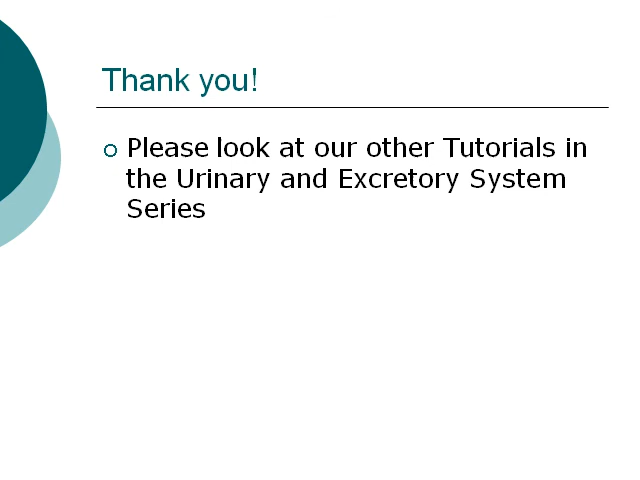 Thank you!
Please look at our other Tutorials in
the Urinary and Excretory System
Series